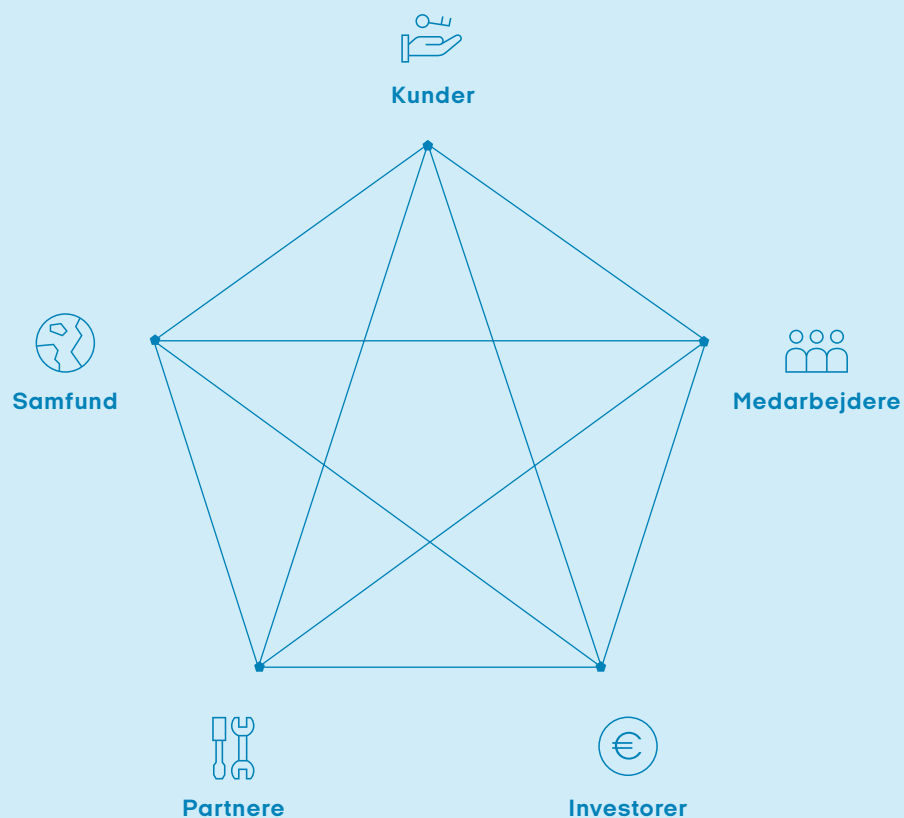 Kunder
Samfund
Medarbejdere
Partnere
Investorer